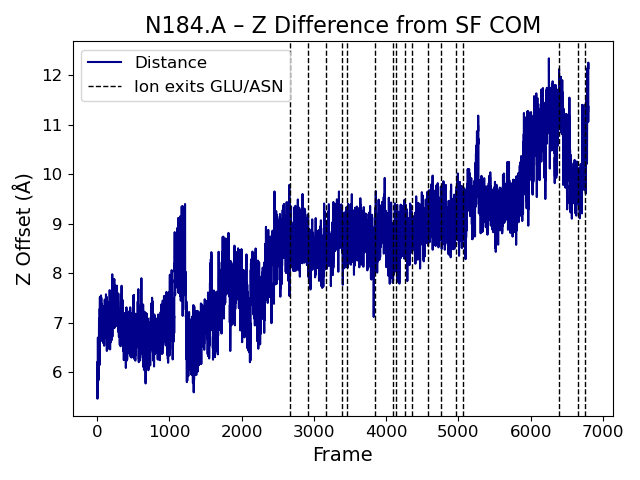 N184.A – Z Difference from SF COM
Distance
Ion exits GLU/ASN
12
11
10
9
8
7
6
Z Offset (Å)
0 1000 2000 3000 4000 5000 6000 7000
Frame